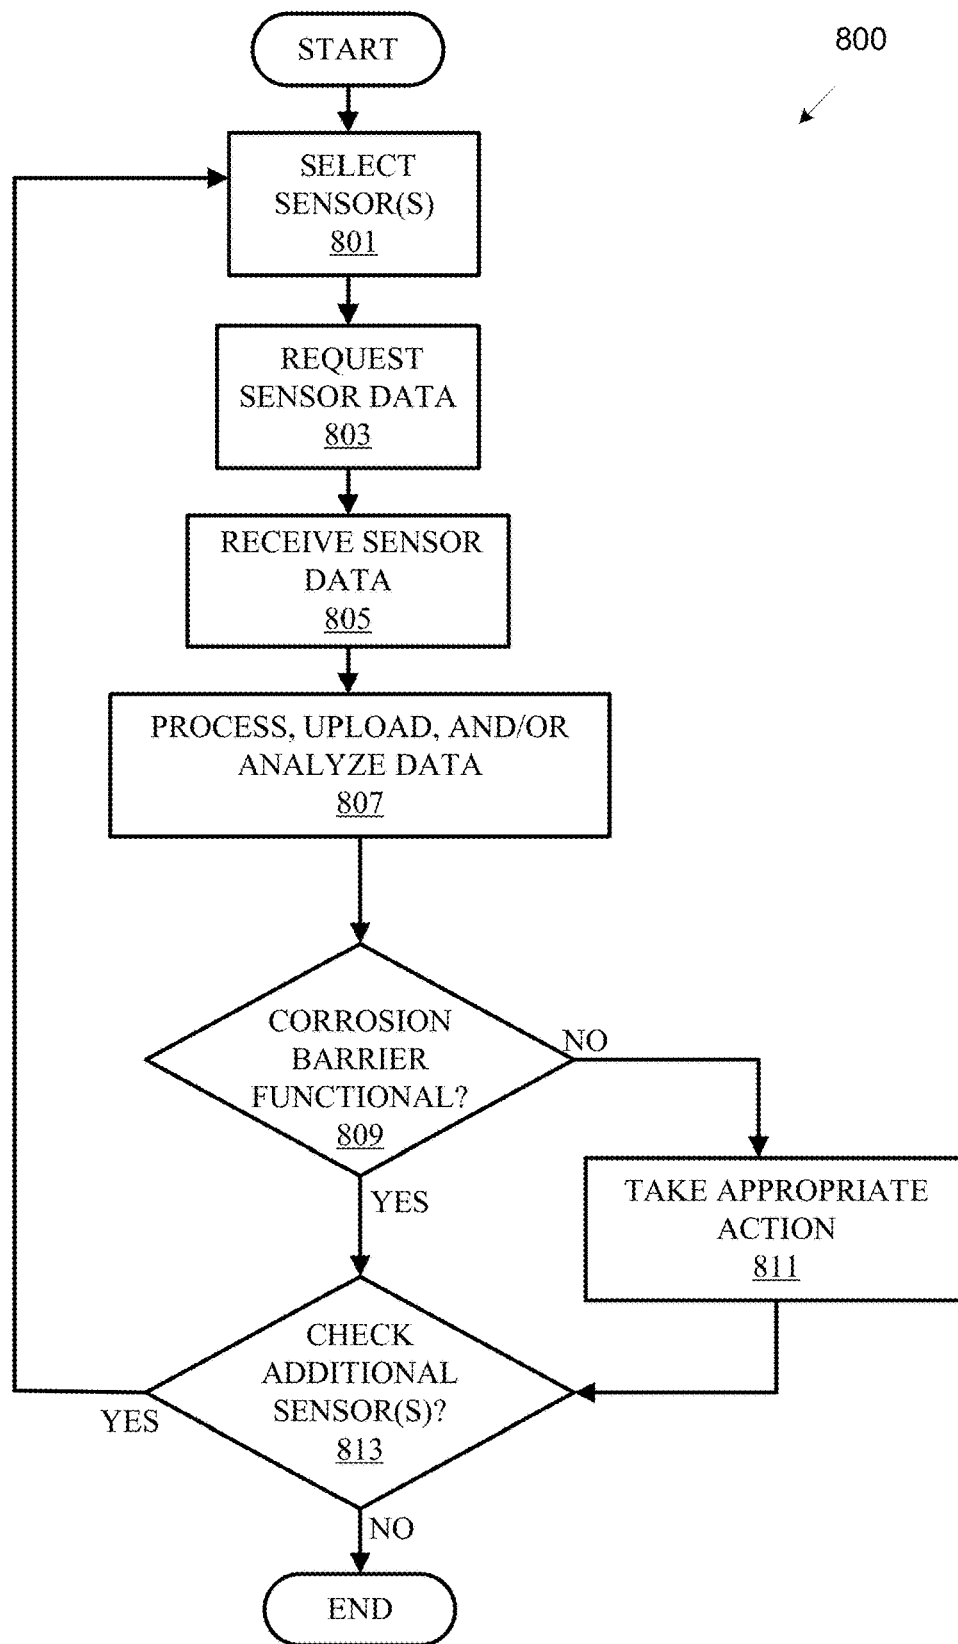 START
800
SELECT
SENSOR(S)
801
REQUEST
SENSOR DATA
803
RECEIVE SENSOR
DATA
805
PROCESS, UPLOAD, AND/OR
ANALYZE DATA
807
CORROSION
BARRIER
FUNCTIONAL?
809
NO
YES
TAKE APPROPRIATE
ACTION
811
CHECK
ADDITIONAL
SENSOR(S)?
813
YES
NO
END